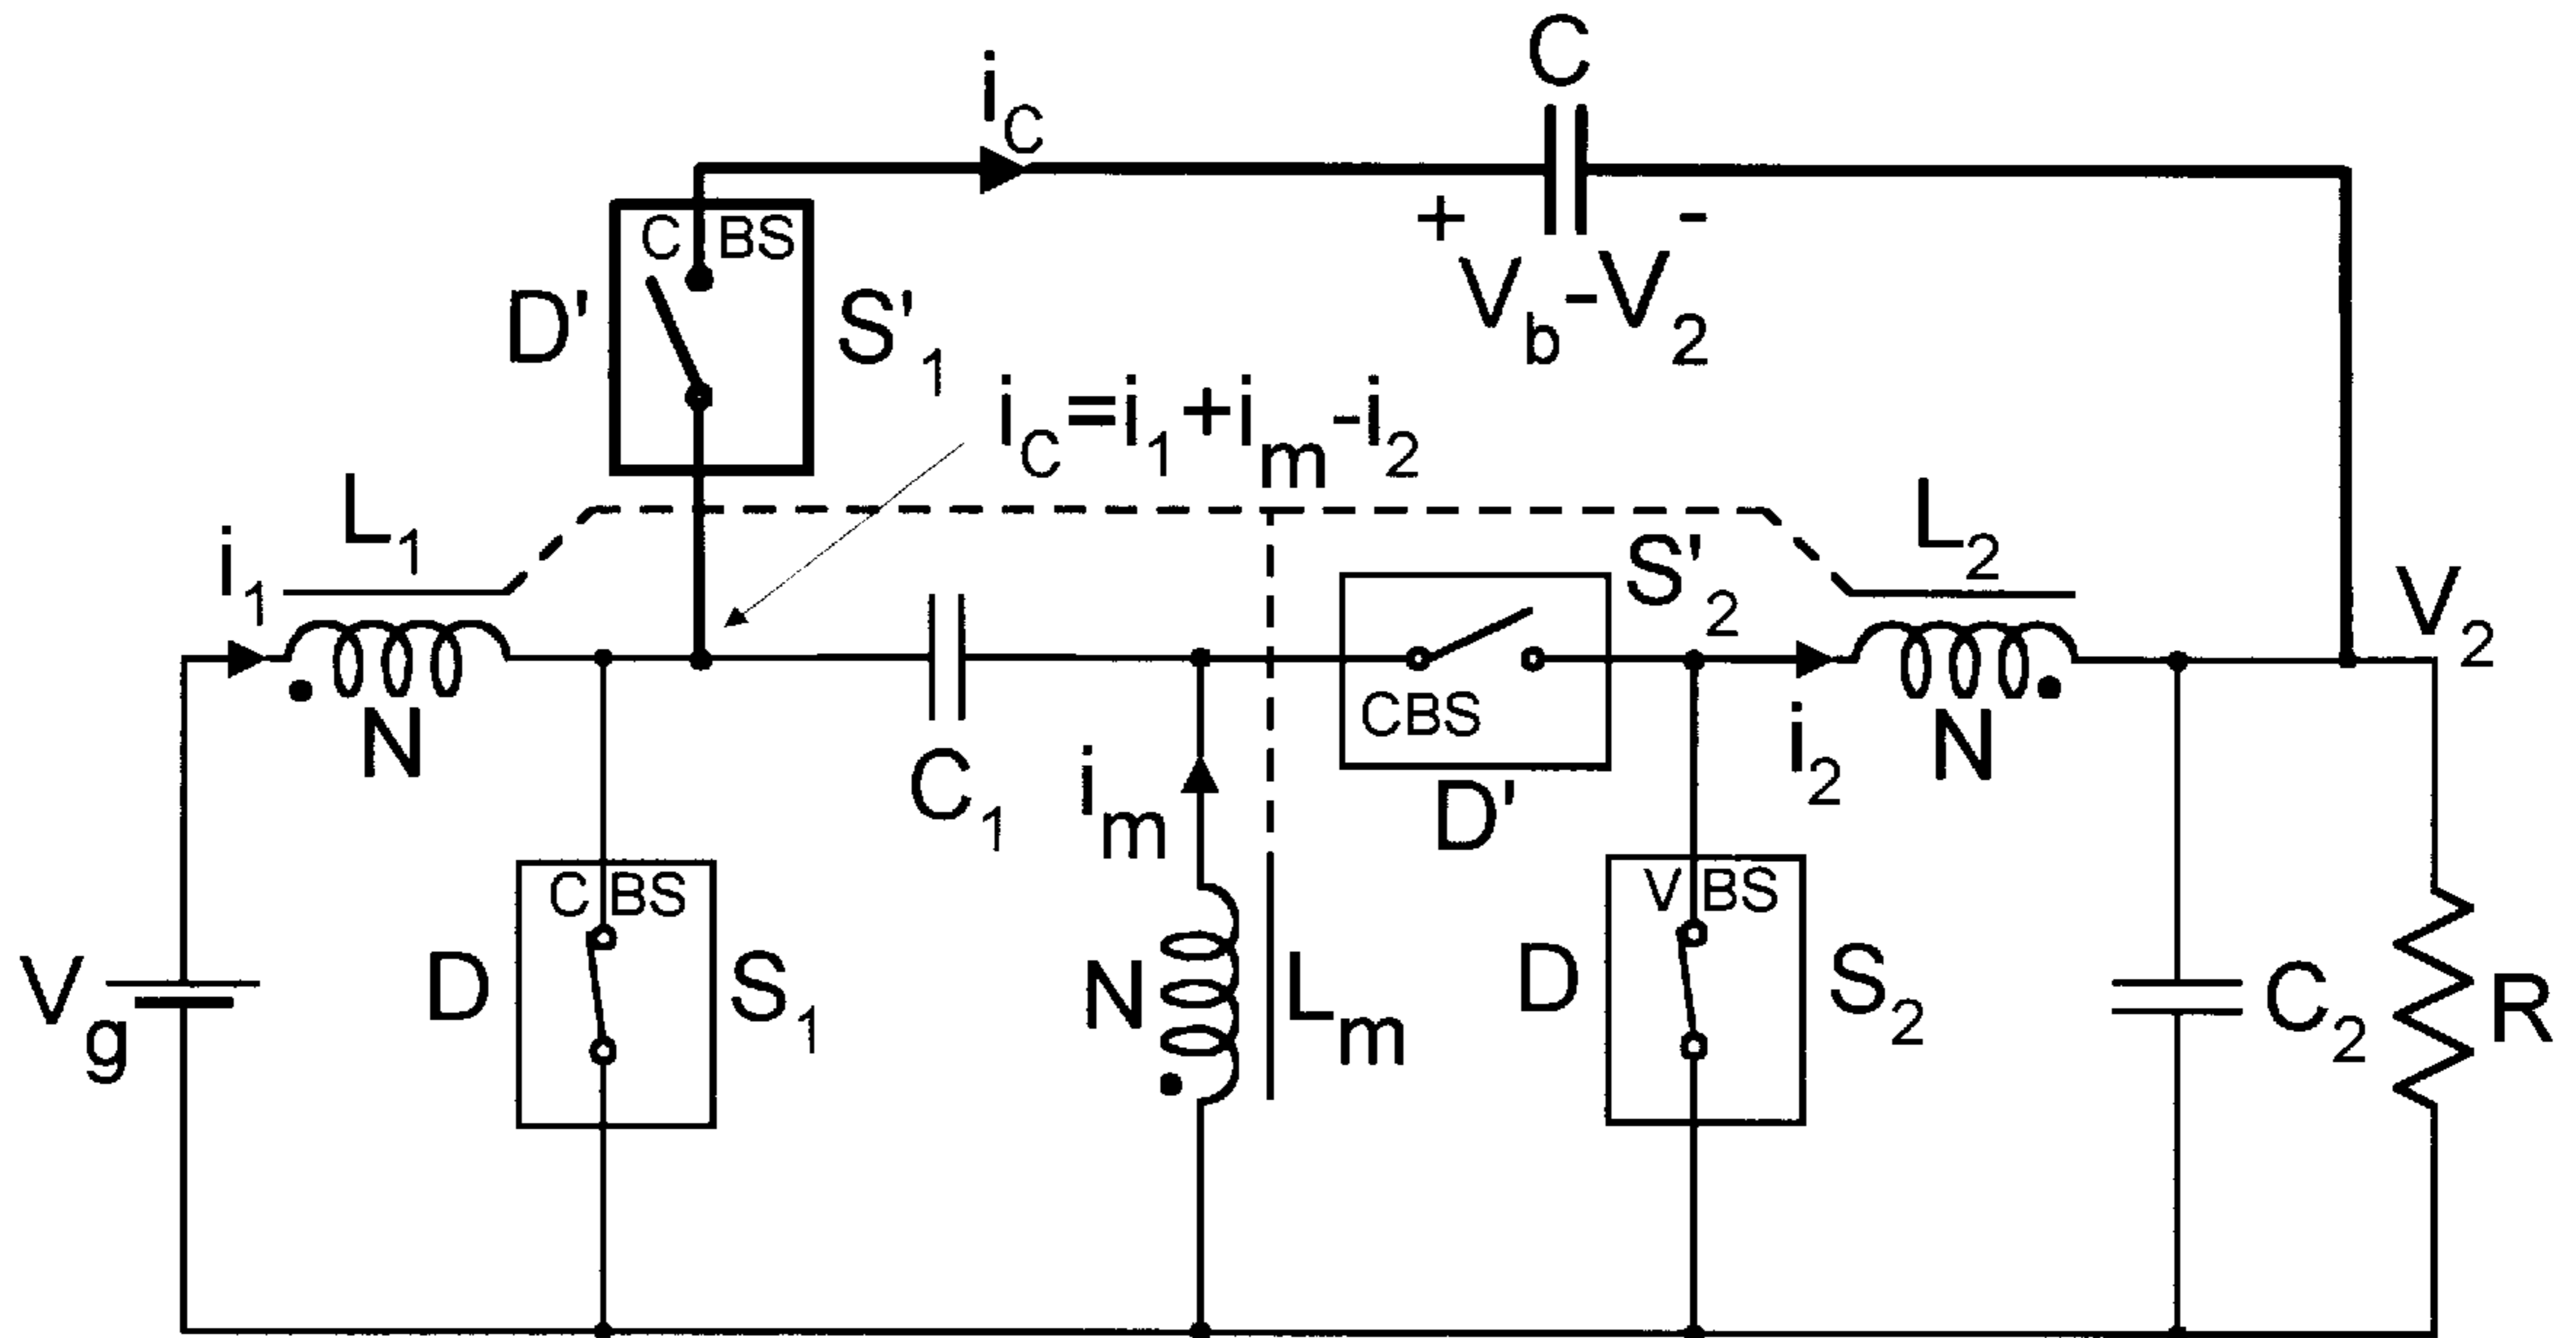 C
i_C
+ -
V_b-V_2
C BS
D'
S'_1
i_C=i_1+i_m-i_2
L_1
i_1
N
C_1
i_m
S'_2
CBS
D'
L_2
i_2
N
V_2
V_g
C BS
D
S_1
N
L_m
V BS
D
S_2
C_2
R